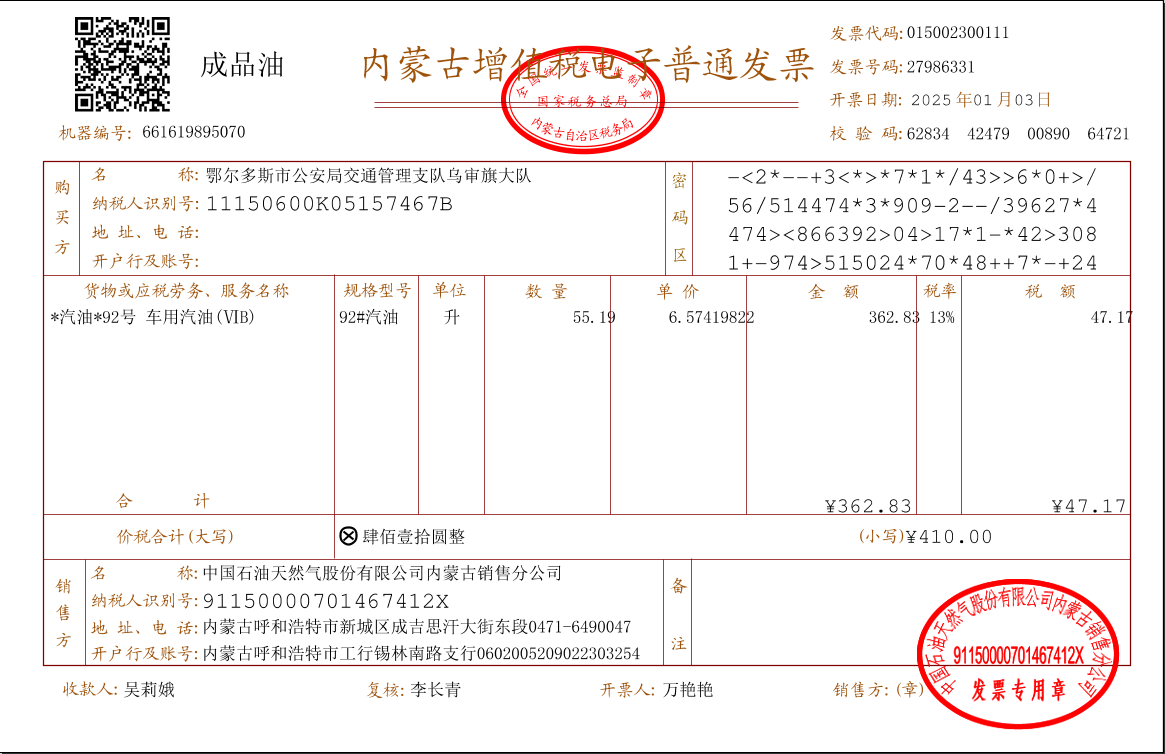 成品油
内蒙古增值税电子普通发票
全国统一发票监制章
国家税务总局
内蒙古自治区税务局
发票代码: 015002300111
发票号码: 27986331
开票日期: 2025年01月03日
机器编号: 661619895070
校验码: 62834 42479 00890 64721
购买方
名称: 鄂尔多斯市公安局交通管理支队乌审旗大队
纳税人识别号: 11150600K05157467B
地址、电话:
开户行及账号:
密码区
-<2*--+3<*>*7*1*/43>>6*0+>/
56/514474*3*909-2--/39627*4
474><866392>04>17*1-*42>308
1+-974>515024*70*48++7*-+24
货物或应税劳务、服务名称 规格型号 单位 数量 单价 金额 税率 税额
*汽油*92号 车用汽油(VIB) 92#汽油 升 55.19 6.57419822 362.83 13% 47.17
合计 ¥362.83 ¥47.17
价税合计(大写) ⊗肆佰壹拾圆整 (小写)¥410.00
销售方
名称: 中国石油天然气股份有限公司内蒙古销售分公司
纳税人识别号: 91150000701467412X
地址、电话: 内蒙古呼和浩特市新城区成吉思汗大街东段0471-6490047
开户行及账号: 内蒙古呼和浩特市工行锡林南路支行0602005209022303254
备注
收款人: 吴莉娥 复核: 李长青 开票人: 万艳艳 销售方: (章)
中国石油天然气股份有限公司内蒙古销售分公司
91150000701467412X
发票专用章